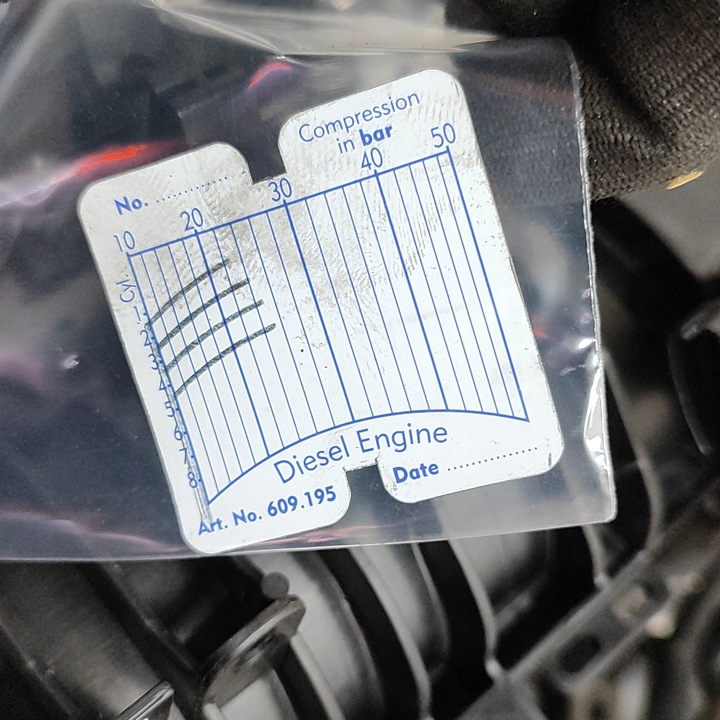 Compression
in bar
No. ....................
10 20 30 40 50
Cyl.
1
2
3
4
5
6
7
8
Diesel Engine
Date ....................
Art. No. 609.195